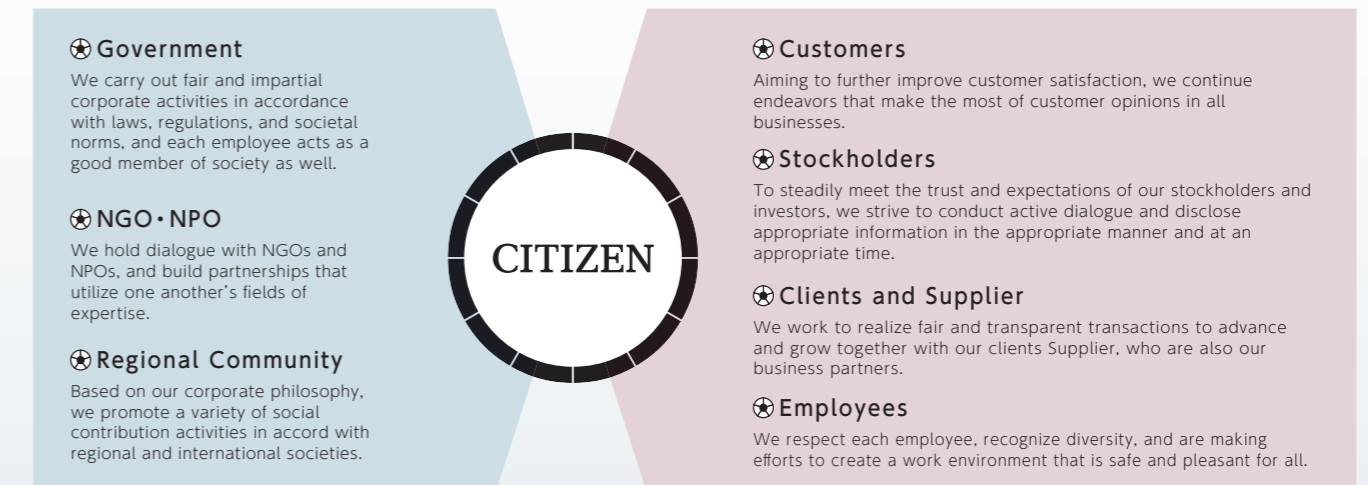 Government
We carry out fair and impartial
corporate activities in accordance
with laws, regulations, and societal
norms, and each employee acts as a
good member of society as well.
NGO・NPO
We hold dialogue with NGOs and
NPOs, and build partnerships that
utilize one another's fields of
expertise.
Regional Community
Based on our corporate philosophy,
we promote a variety of social
contribution activities in accord with
regional and international societies.
CITIZEN
Customers
Aiming to further improve customer satisfaction, we continue
endeavors that make the most of customer opinions in all
businesses.
Stockholders
To steadily meet the trust and expectations of our stockholders and
investors, we strive to conduct active dialogue and disclose
appropriate information in the appropriate manner and at an
appropriate time.
Clients and Supplier
We work to realize fair and transparent transactions to advance
and grow together with our clients Supplier, who are also our
business partners.
Employees
We respect each employee, recognize diversity, and are making
efforts to create a work environment that is safe and pleasant for all.